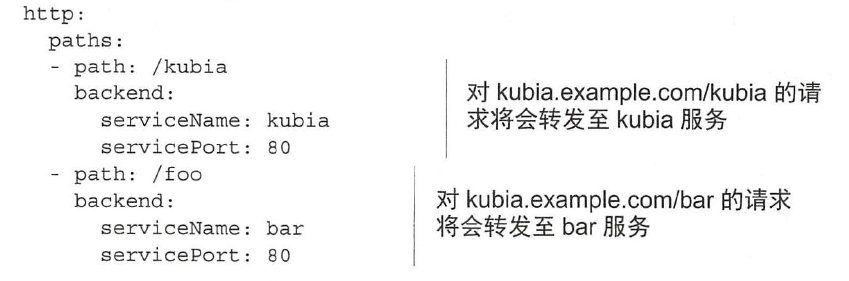 http:
  paths:
  - path: /kubia
    backend:
      serviceName: kubia
      servicePort: 80
  - path: /foo
    backend:
      serviceName: bar
      servicePort: 80
对 kubia.example.com/kubia 的请
求将会转发至 kubia 服务
对 kubia.example.com/bar 的请求
将会转发至 bar 服务